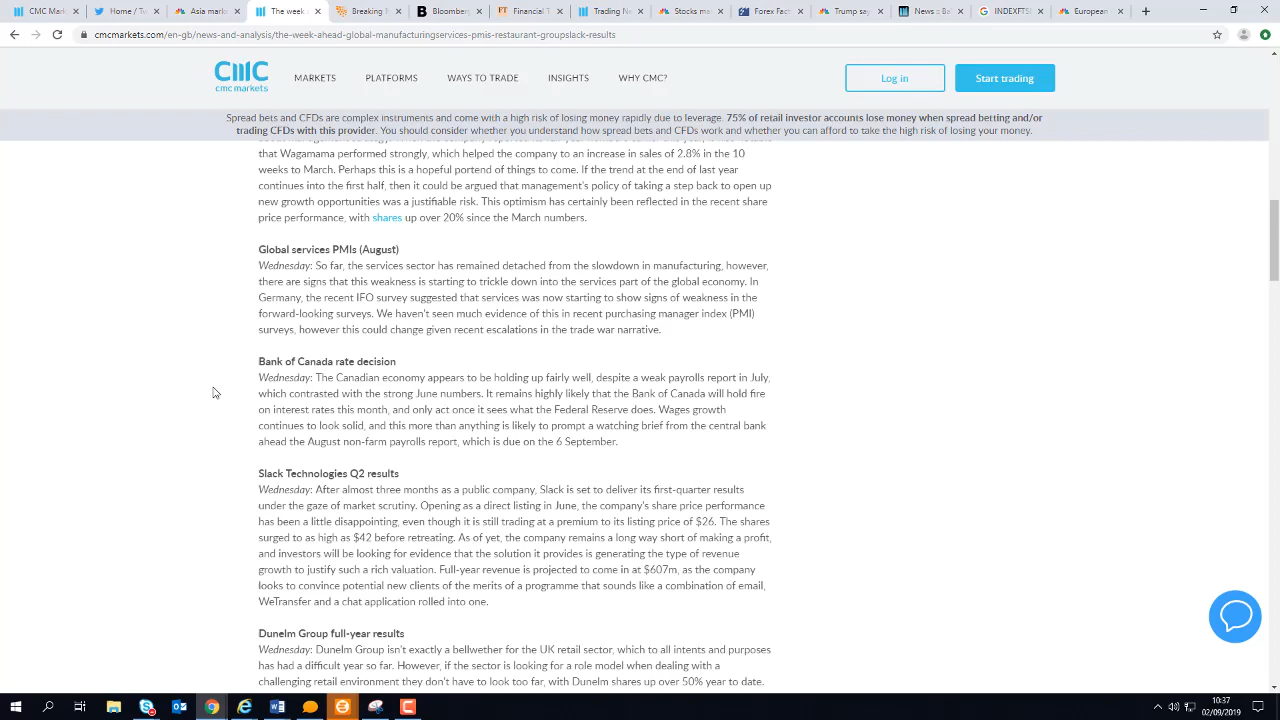 CMC Mark
Home / Tw
Asia mark
The week
Breaking N
Bloomberg
Financial T
Trading Ne
Stocks me
Forex Fact
Trump say
News :: Ba
INDEXFTSE
European
cmcmarkets.com/en-gb/news-and-analysis/the-week-ahead-global-manufacturingservices-pmis-restaurant-groupslack-results
cmc markets
MARKETS PLATFORMS WAYS TO TRADE INSIGHTS WHY CMC?
Log in
Start trading
Spread bets and CFDs are complex instruments and come with a high risk of losing money rapidly due to leverage. 75% of retail investor accounts lose money when spread betting and/or
trading CFDs with this provider. You should consider whether you understand how spread bets and CFDs work and whether you can afford to take the high risk of losing your money.
that Wagamama performed strongly, which helped the company to an increase in sales of 2.8% in the 10
weeks to March. Perhaps this is a hopeful portend of things to come. If the trend at the end of last year
continues into the first half, then it could be argued that management's policy of taking a step back to open up
new growth opportunities was a justifiable risk. This optimism has certainly been reflected in the recent share
price performance, with shares up over 20% since the March numbers.
Global services PMIs (August)
Wednesday: So far, the services sector has remained detached from the slowdown in manufacturing, however,
there are signs that this weakness is starting to trickle down into the services part of the global economy. In
Germany, the recent IFO survey suggested that services was now starting to show signs of weakness in the
forward-looking surveys. We haven't seen much evidence of this in recent purchasing manager index (PMI)
surveys, however this could change given recent escalations in the trade war narrative.
Bank of Canada rate decision
Wednesday: The Canadian economy appears to be holding up fairly well, despite a weak payrolls report in July,
which contrasted with the strong June numbers. It remains highly likely that the Bank of Canada will hold fire
on interest rates this month, and only act once it sees what the Federal Reserve does. Wages growth
continues to look solid, and this more than anything is likely to prompt a watching brief from the central bank
ahead the August non-farm payrolls report, which is due on the 6 September.
Slack Technologies Q2 results
Wednesday: After almost three months as a public company, Slack is set to deliver its first-quarter results
under the gaze of market scrutiny. Opening as a direct listing in June, the company's share price performance
has been a little disappointing, even though it is still trading at a premium to its listing price of $26. The shares
surged to as high as $42 before retreating. As of yet, the company remains a long way short of making a profit,
and investors will be looking for evidence that the solution it provides is generating the type of revenue
growth to justify such a rich valuation. Full-year revenue is projected to come in at $607m, as the company
looks to convince potential new clients of the merits of a programme that sounds like a combination of email,
WeTransfer and a chat application rolled into one.
Dunelm Group full-year results
Wednesday: Dunelm Group isn't exactly a bellwether for the UK retail sector, which to all intents and purposes
has had a difficult year so far. However, if the sector is looking for a role model when dealing with a
challenging retail environment they don't have to look too far, with Dunelm shares up over 50% year to date.
10:37
02/09/2019